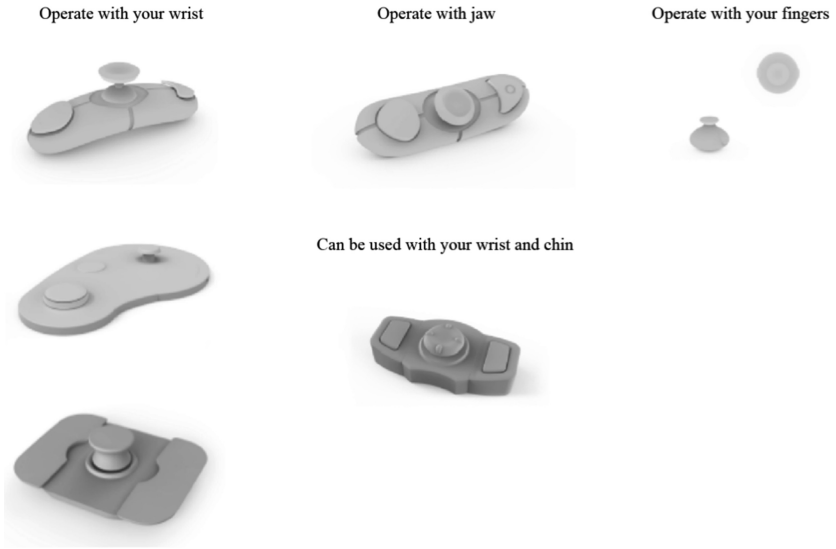 Operate with your wrist
Operate with jaw
Operate with your fingers
Can be used with your wrist and chin